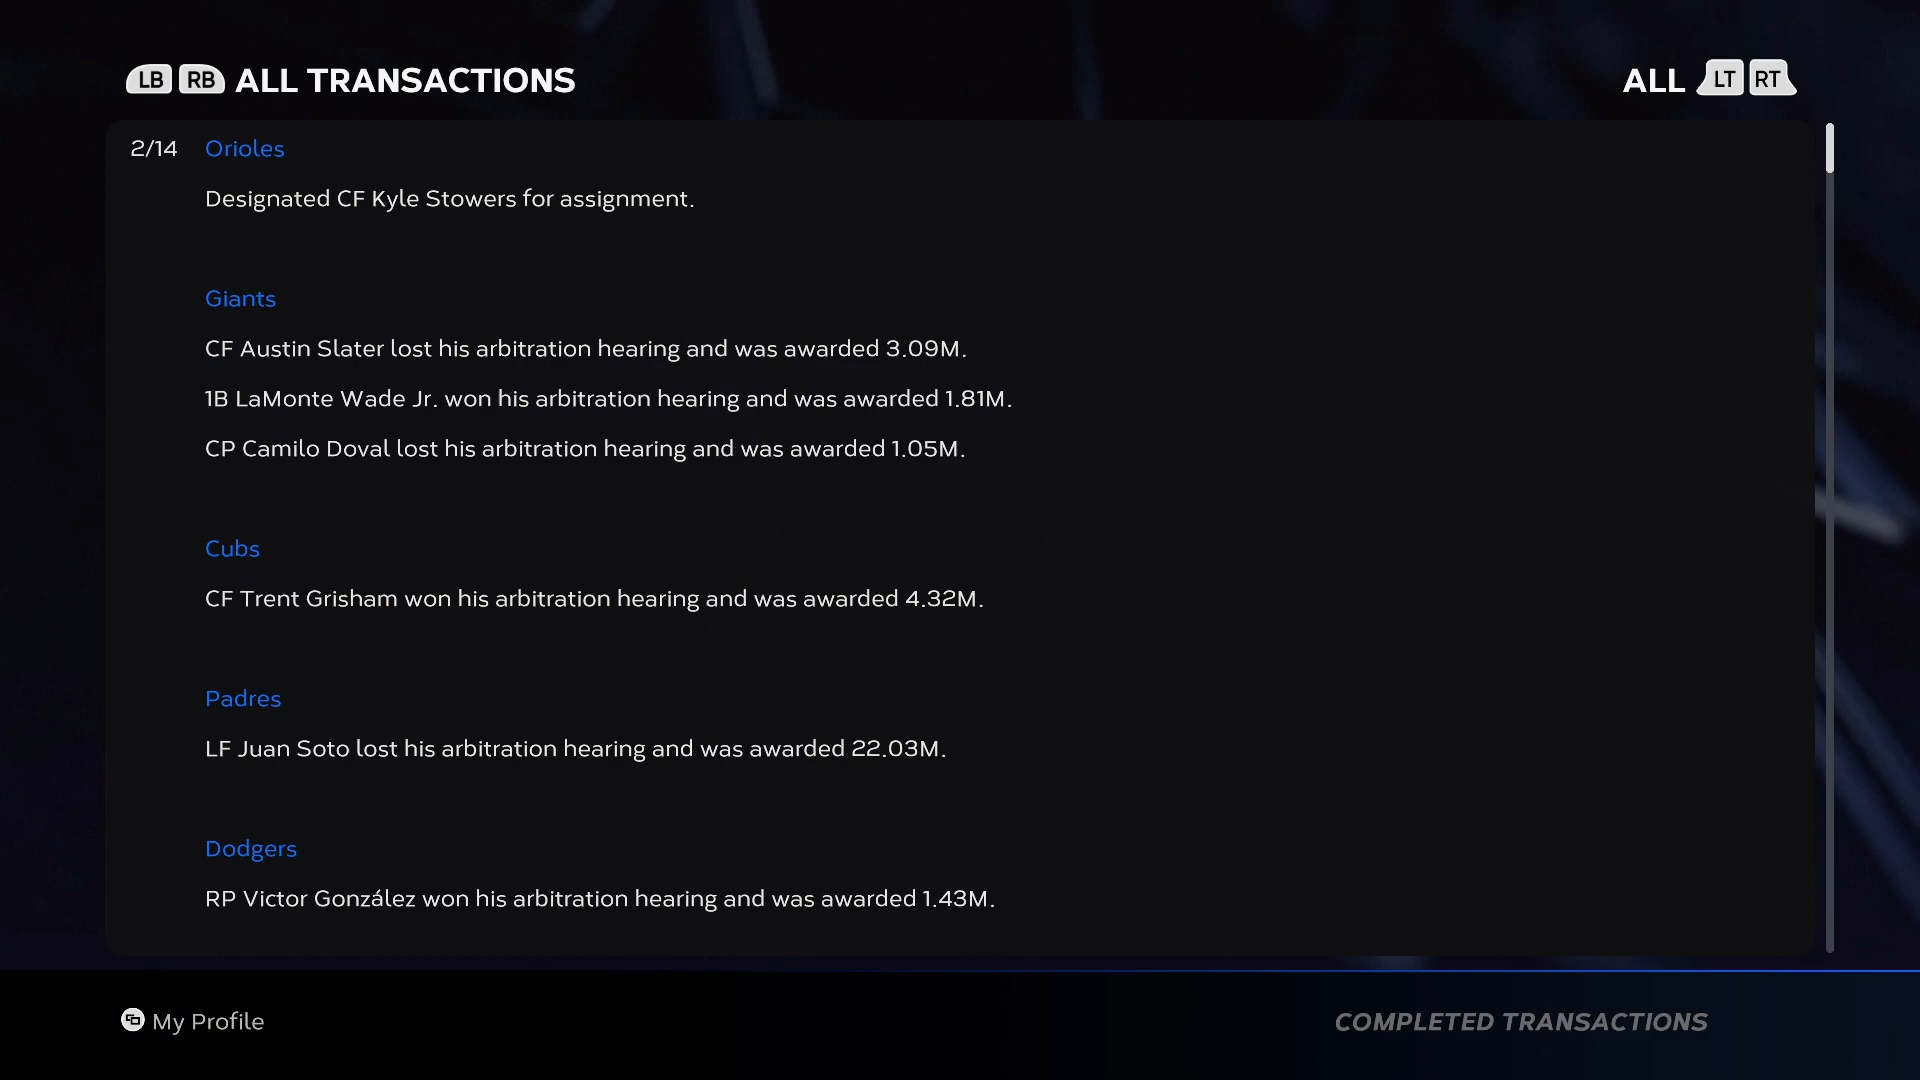 LB RB ALL TRANSACTIONS
ALL LT RT
2/14 Orioles
Designated CF Kyle Stowers for assignment.
Giants
CF Austin Slater lost his arbitration hearing and was awarded 3.09M.
1B LaMonte Wade Jr. won his arbitration hearing and was awarded 1.81M.
CP Camilo Doval lost his arbitration hearing and was awarded 1.05M.
Cubs
CF Trent Grisham won his arbitration hearing and was awarded 4.32M.
Padres
LF Juan Soto lost his arbitration hearing and was awarded 22.03M.
Dodgers
RP Victor González won his arbitration hearing and was awarded 1.43M.
My Profile
COMPLETED TRANSACTIONS